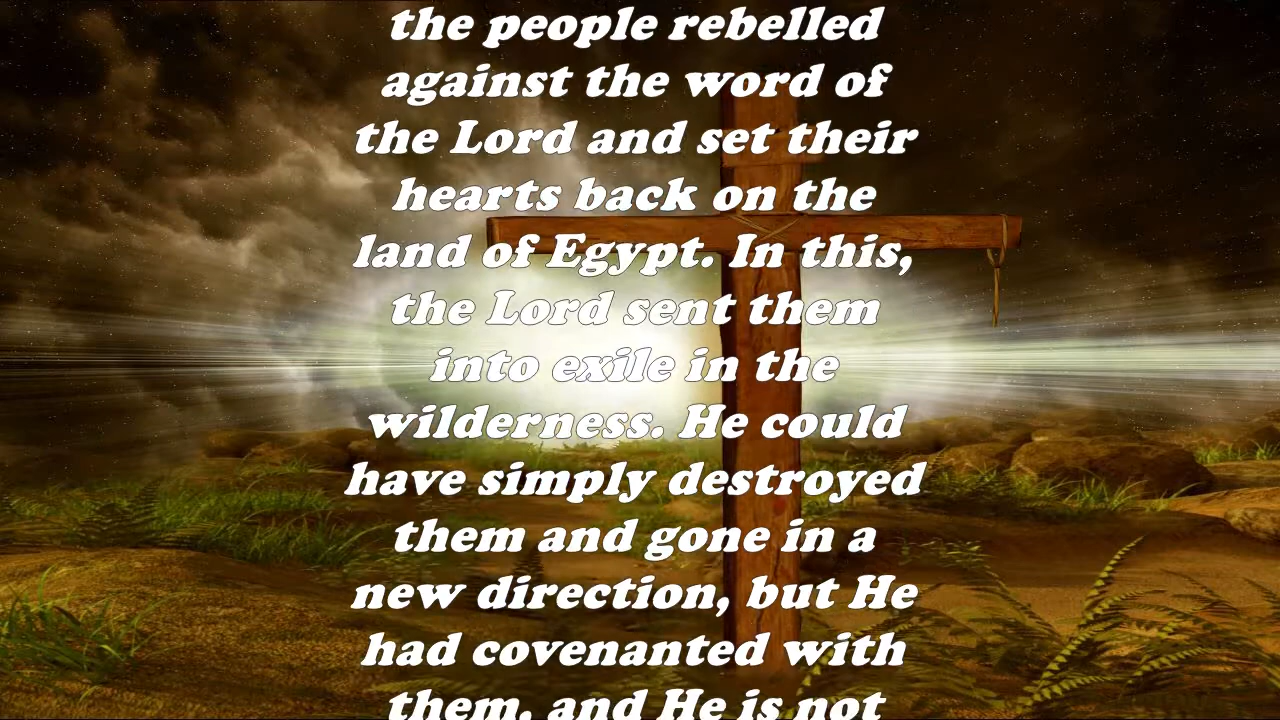 the people rebelled
against the word of
the Lord and set their
hearts back on the
land of Egypt. In this,
the Lord sent them
into exile in the
wilderness. He could
have simply destroyed
them and gone in a
new direction, but He
had covenanted with
them, and He is not